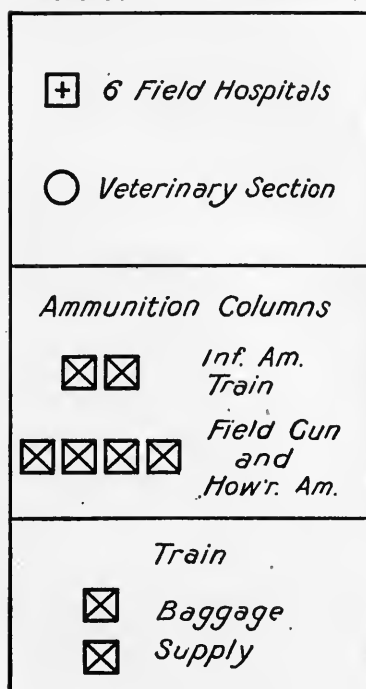 6 Field Hospitals
Veterinary Section
Ammunition Columns
Inf. Am.
Train
Field Gun
and
How'r. Am.
Train
Baggage
Supply